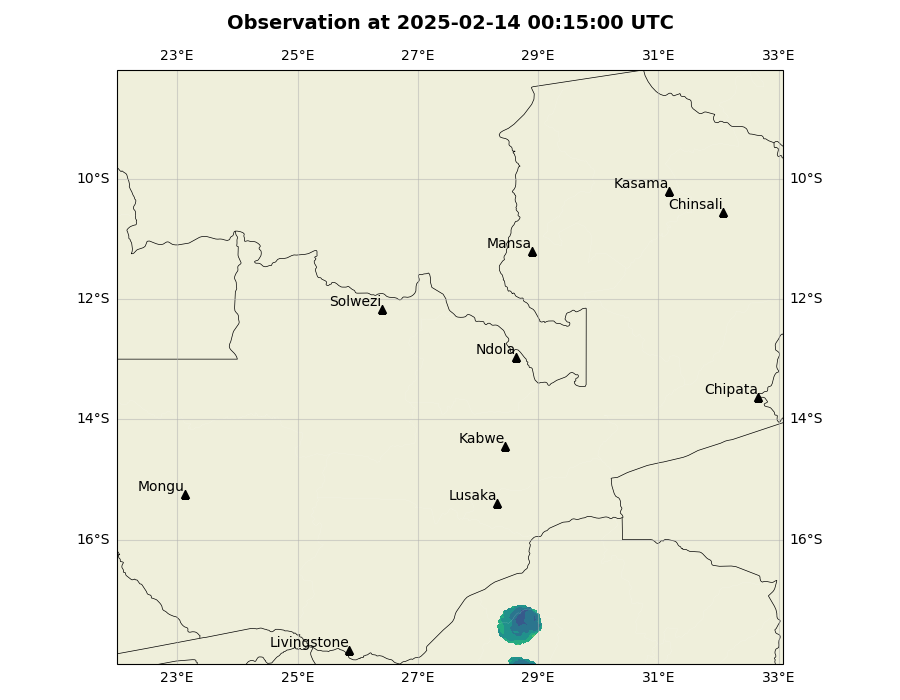 Observation at 2025-02-14 00:15:00 UTC
23°E 25°E 27°E 29°E 31°E 33°E
10°S 10°S
Kasama
Chinsali
Mansa
12°S 12°S
Solwezi
Ndola
Chipata
14°S 14°S
Kabwe
Mongu
Lusaka
16°S 16°S
Livingstone
23°E 25°E 27°E 29°E 31°E 33°E